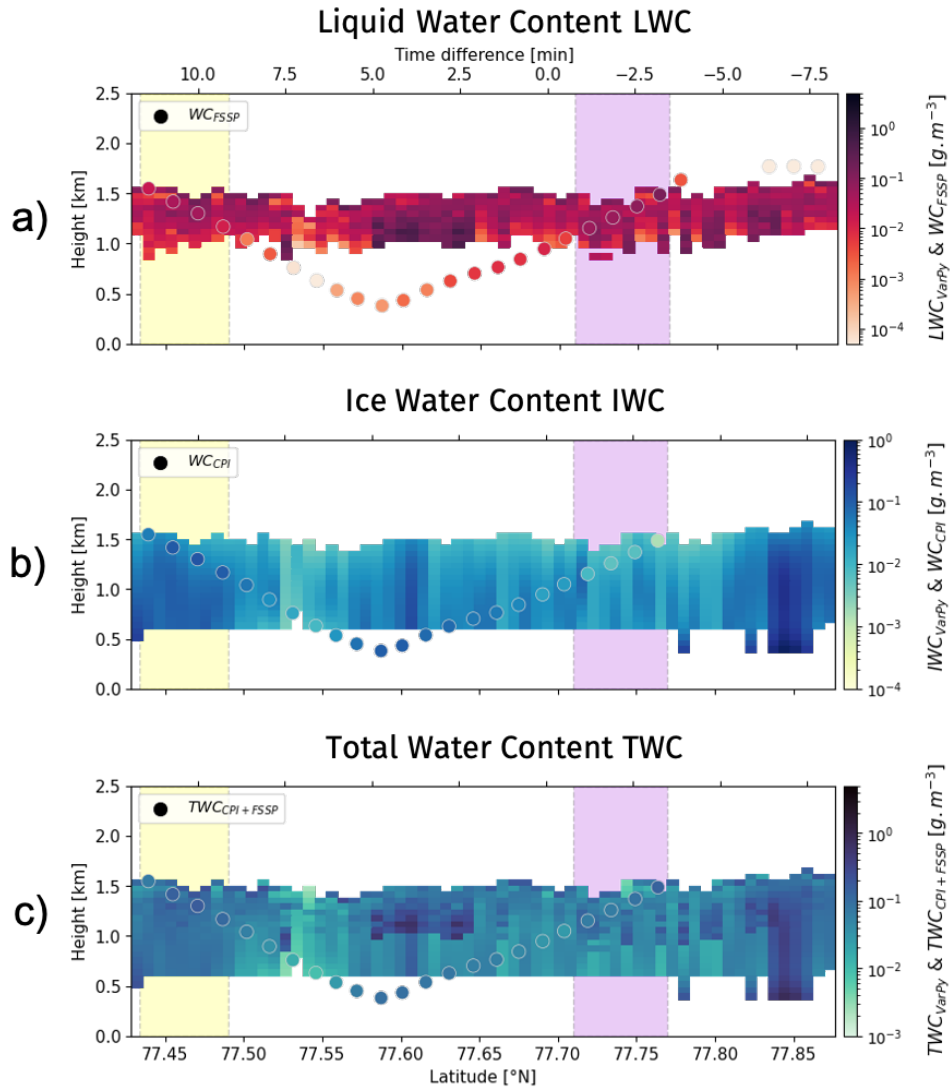 Liquid Water Content LWC
Time difference [min]
10.0 7.5 5.0 2.5 0.0 −2.5 −5.0 −7.5
a)
Height [km]
2.5
2.0
1.5
1.0
0.5
0.0
WC_FSSP
10^0
10^-1
10^-2
10^-3
10^-4
LWC_VarPy & WC_FSSP [g.m^-3]
Ice Water Content IWC
b)
Height [km]
2.5
2.0
1.5
1.0
0.5
0.0
WC_CPI
10^0
10^-1
10^-2
10^-3
10^-4
IWC_VarPy & WC_CPI [g.m^-3]
Total Water Content TWC
c)
Height [km]
2.5
2.0
1.5
1.0
0.5
0.0
TWC_CPI+FSSP
10^0
10^-1
10^-2
10^-3
TWC_VarPy & TWC_CPI+FSSP [g.m^-3]
77.45 77.50 77.55 77.60 77.65 77.70 77.75 77.80 77.85
Latitude [°N]